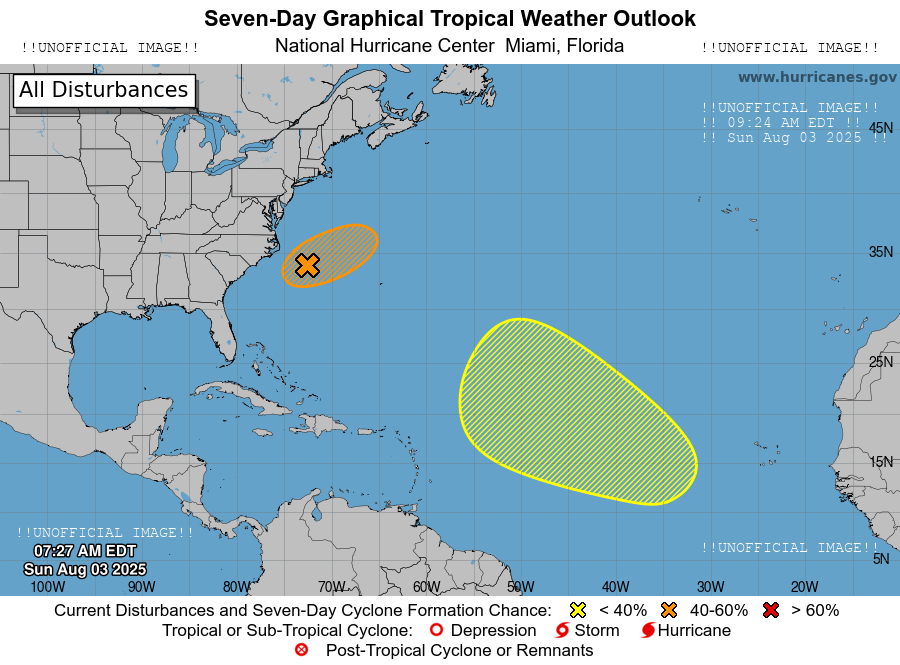 Seven-Day Graphical Tropical Weather Outlook
!!UNOFFICIAL IMAGE!! National Hurricane Center Miami, Florida !!UNOFFICIAL IMAGE!!
All Disturbances
www.hurricanes.gov
!!UNOFFICIAL IMAGE!!
!! 09:24 AM EDT !!
!! Sun Aug 03 2025 !!
45N
35N
25N
15N
!!UNOFFICIAL IMAGE!!
07:27 AM EDT
Sun Aug 03 2025
!!UNOFFICIAL IMAGE!!
5N
100W 90W 80W 70W 60W 50W 40W 30W 20W
Current Disturbances and Seven-Day Cyclone Formation Chance: < 40% 40-60% > 60%
Tropical or Sub-Tropical Cyclone: Depression Storm Hurricane
Post-Tropical Cyclone or Remnants